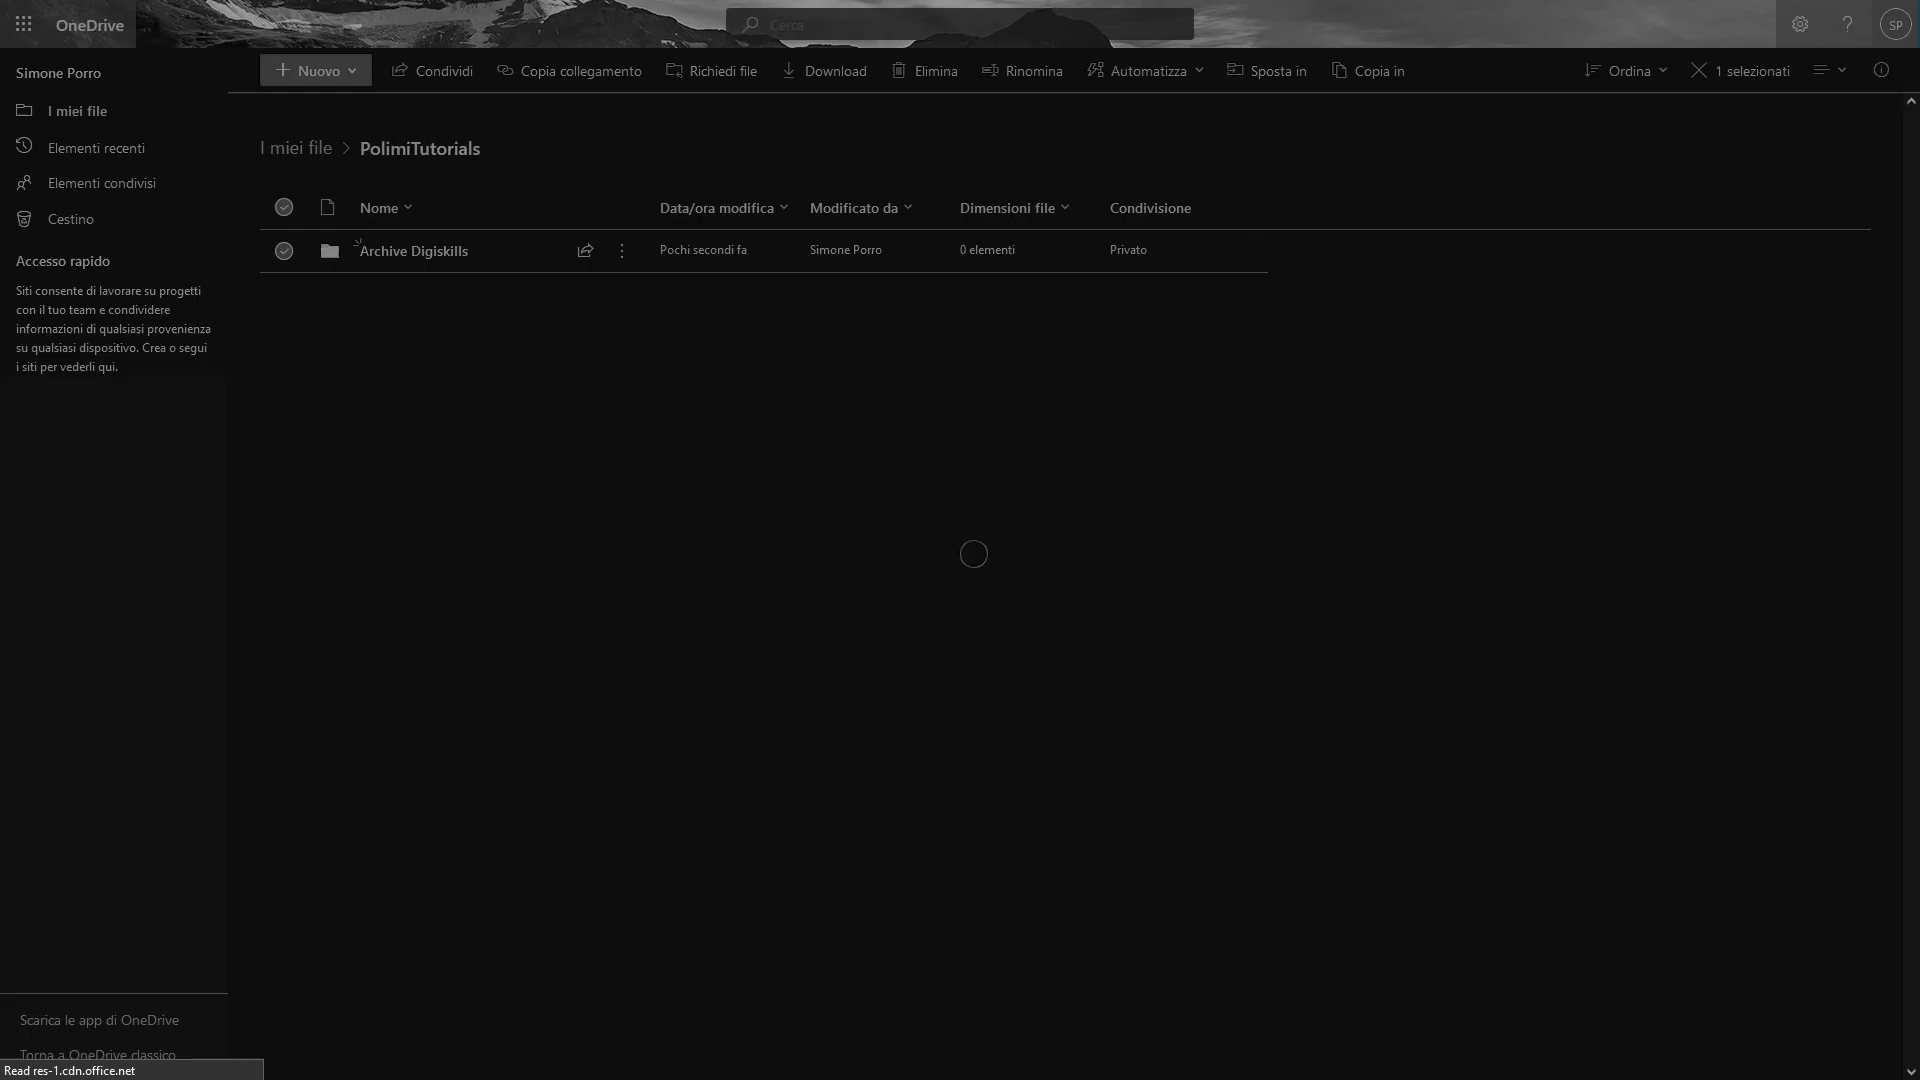 OneDrive
Cerca
SP
Simone Porro
Nuovo
Condividi
Copia collegamento
Richiedi file
Download
Elimina
Rinomina
Automatizza
Sposta in
Copia in
Ordina
1 selezionati
I miei file
Elementi recenti
Elementi condivisi
Cestino
Accesso rapido
Siti consente di lavorare su progetti
con il tuo team e condividere
informazioni di qualsiasi provenienza
su qualsiasi dispositivo. Crea o segui
i siti per vederli qui.
I miei file > PolimiTutorials
Nome
Data/ora modifica
Modificato da
Dimensioni file
Condivisione
Archive Digiskills
Pochi secondi fa
Simone Porro
0 elementi
Privato
Scarica le app di OneDrive
Torna a OneDrive classico
Read res-1.cdn.office.net